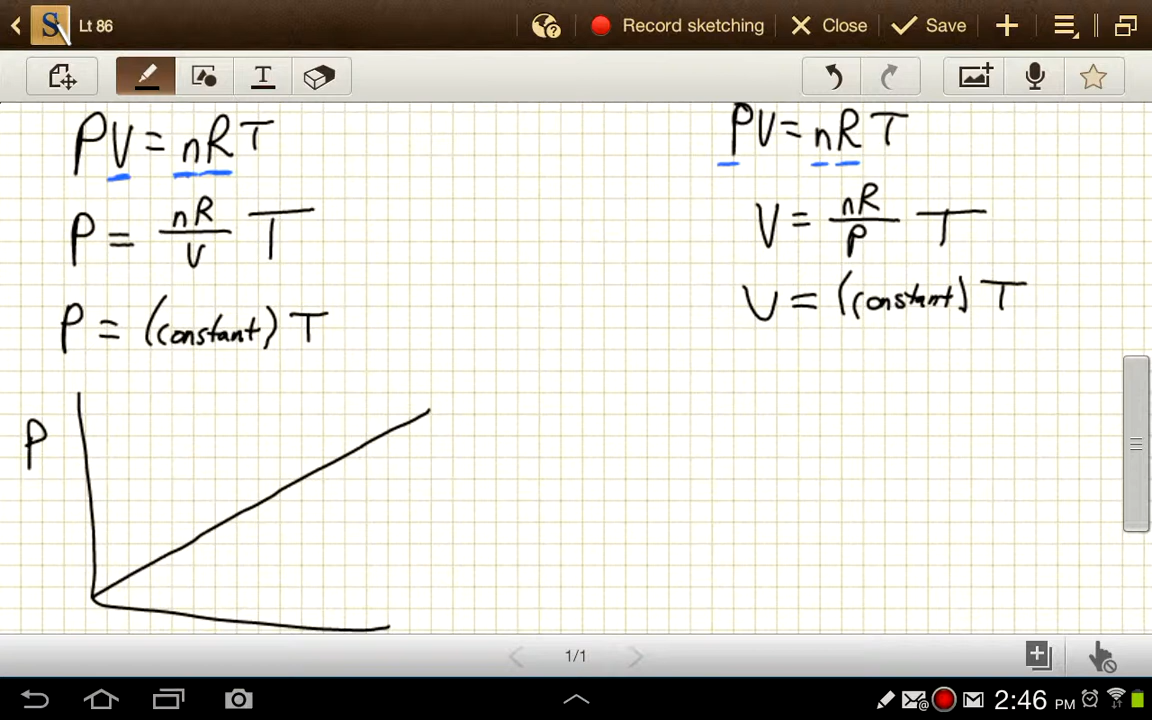 S Lt 86 Record sketching Close Save
T
PV = nRT
P = nR/V T
P = (constant) T
P
PV = nRT
V = nR/P T
V = (constant) T
1/1
2:46 PM